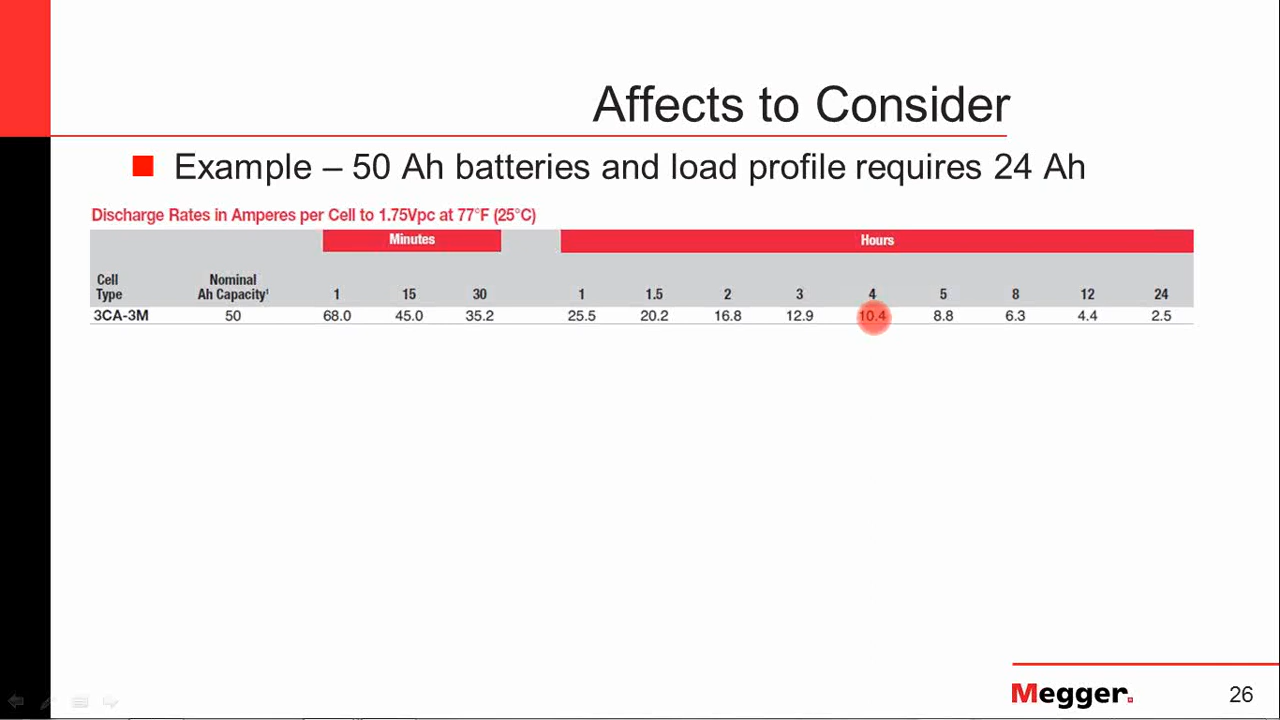 Affects to Consider
Example – 50 Ah batteries and load profile requires 24 Ah
Discharge Rates in Amperes per Cell to 1.75Vpc at 77°F (25°C)
Minutes Hours
Cell Nominal
Type Ah Capacity¹ 1 15 30 1 1.5 2 3 4 5 8 12 24
3CA-3M 50 68.0 45.0 35.2 25.5 20.2 16.8 12.9 10.4 8.8 6.3 4.4 2.5
Megger.
26